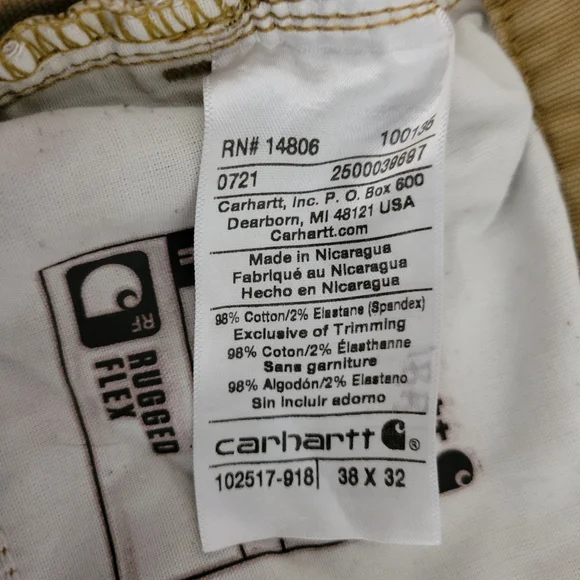 RN# 14806 100135
0721 2500039697
Carhartt, Inc. P. O. Box 600
Dearborn, MI 48121 USA
Carhartt.com
Made in Nicaragua
Fabriqué au Nicaragua
Hecho en Nicaragua
98% Cotton/2% Elastane (Spandex)
Exclusive of Trimming
98% Coton/2% Élasthanne
Sans garniture
98% Algodón/2% Elastano
Sin incluir adorno
carhartt ®
102517-918 38 X 32
RF
RUGGED
FLEX